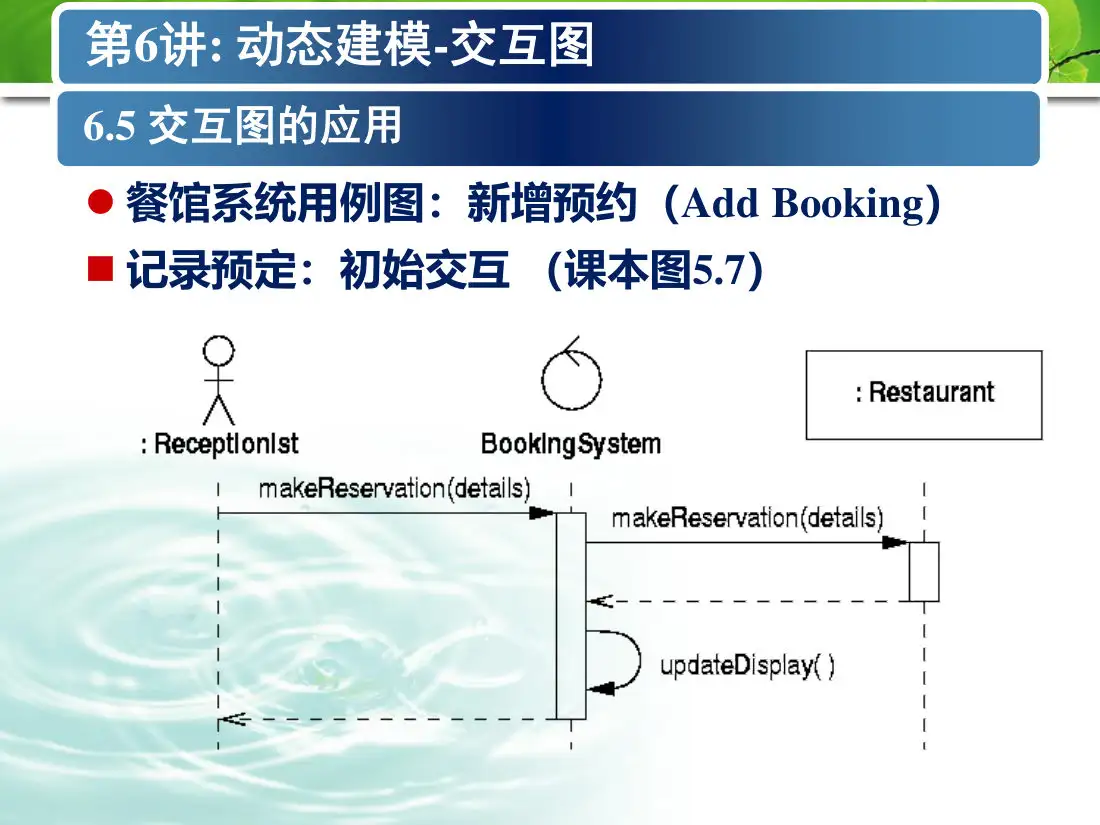 第6讲: 动态建模-交互图
6.5 交互图的应用
餐馆系统用例图：新增预约（Add Booking）
记录预定：初始交互 （课本图5.7）
: Receptionist
BookingSystem
: Restaurant
makeReservation(details)
makeReservation(details)
updateDisplay( )